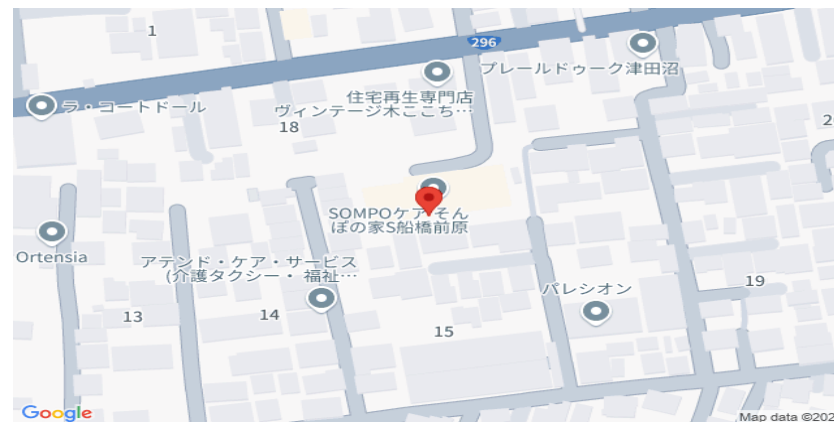 1
296
プレールドゥーク津田沼
住宅再生専門店
ヴィンテージ木ここち…
ラ・コートドール
18
2
SOMPOケア そん
ぽの家S船橋前原
Ortensia
アテンド・ケア・サービス
(介護タクシー・ 福祉…
パレシオン
19
13
14
15
Google
Map data ©202